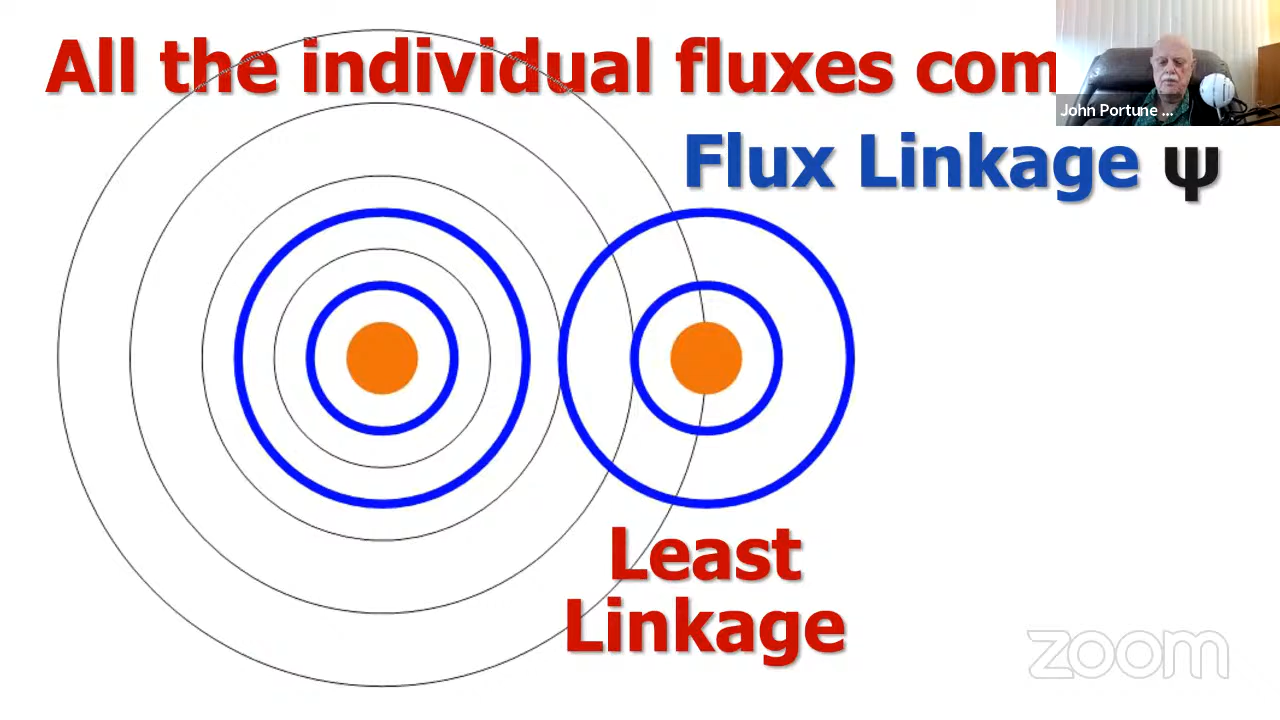 All the individual fluxes com
John Portune ...
Flux Linkage ψ
Least
Linkage
zoom